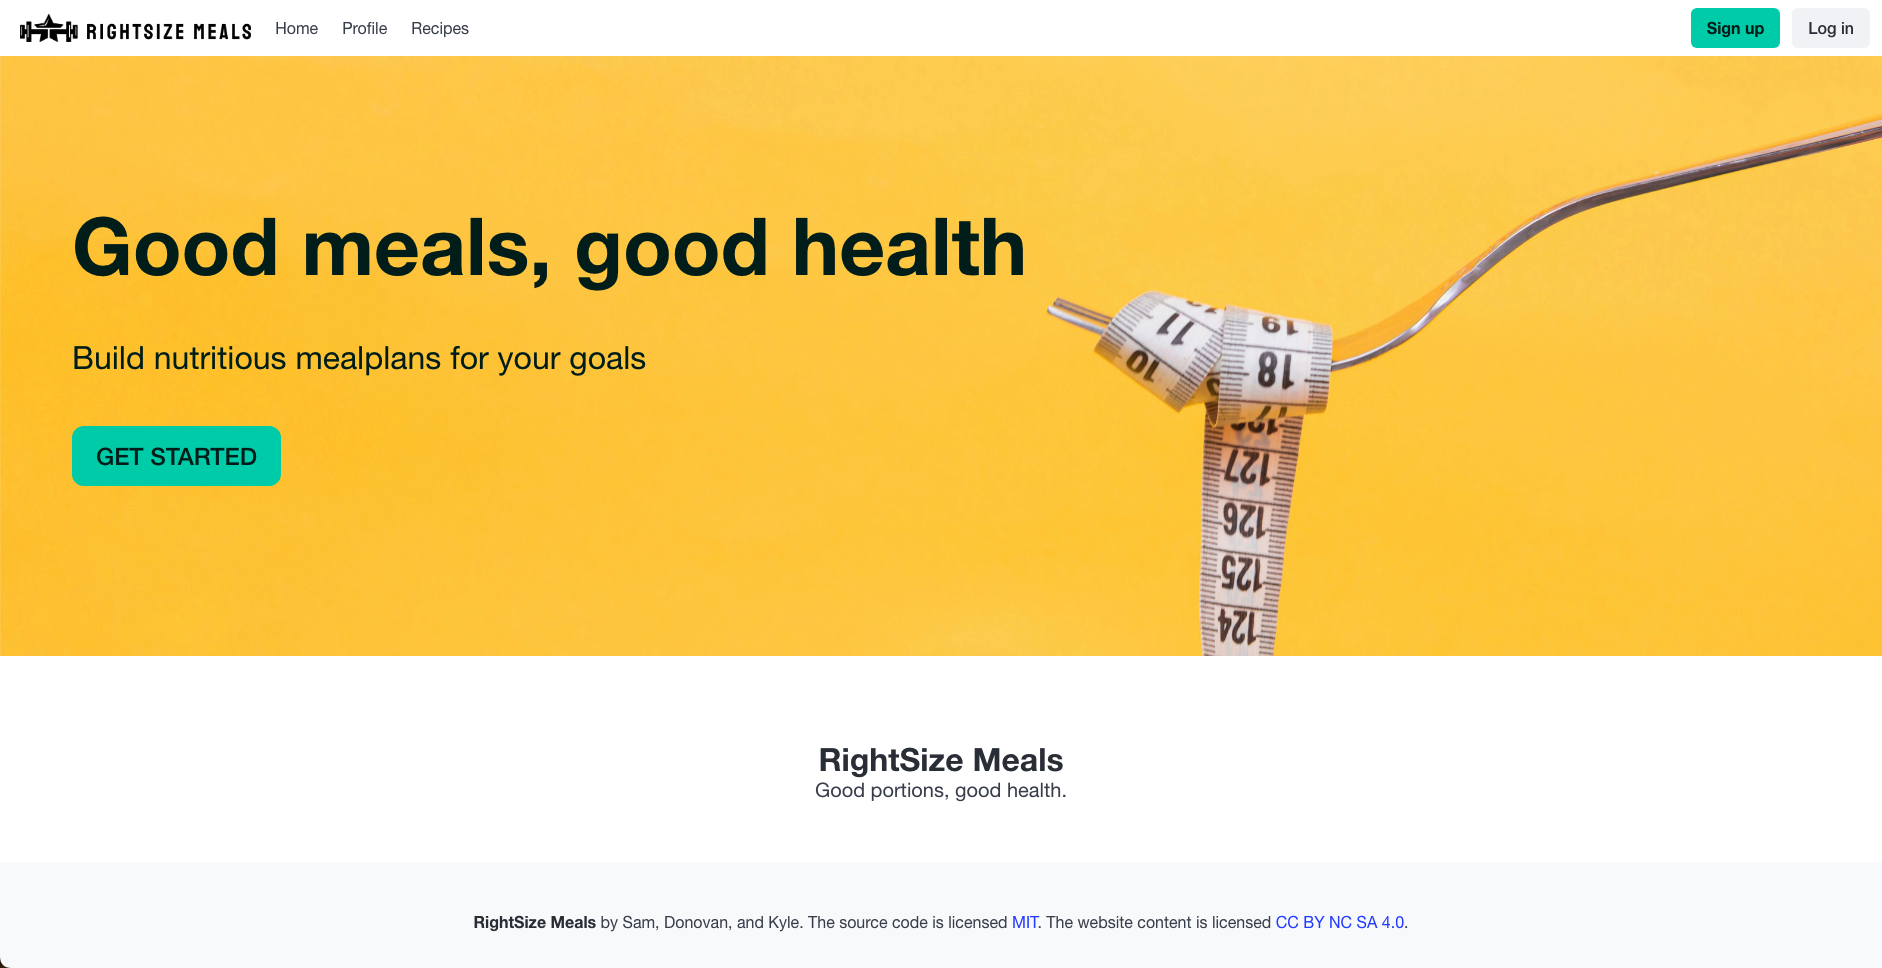 RIGHTSIZE MEALS Home Profile Recipes Sign up Log in
Good meals, good health
Build nutritious mealplans for your goals
GET STARTED
11
10
19
18
17
127
126
125
124
RightSize Meals
Good portions, good health.
RightSize Meals by Sam, Donovan, and Kyle. The source code is licensed MIT. The website content is licensed CC BY NC SA 4.0.